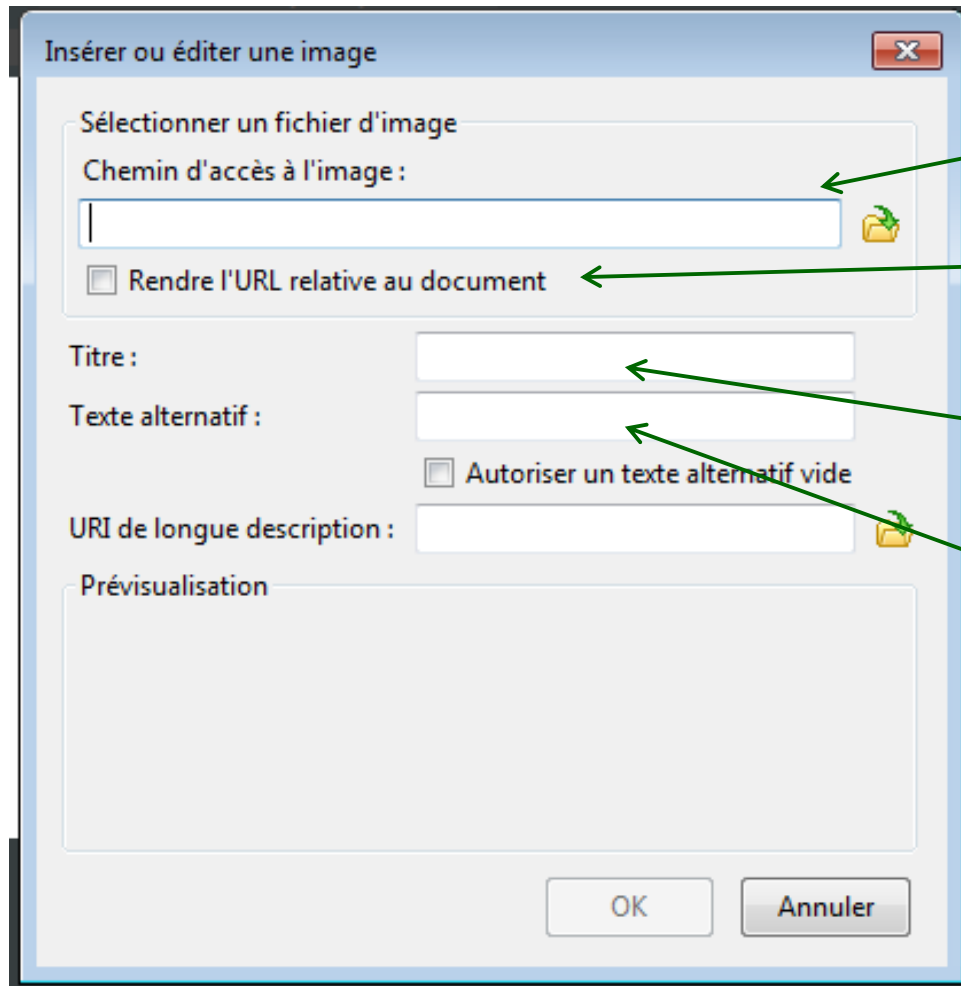 Insérer ou éditer une image
Sélectionner un fichier d'image
Chemin d'accès à l'image :
Rendre l'URL relative au document
Titre :
Texte alternatif :
Autoriser un texte alternatif vide
URI de longue description :
Prévisualisation
OK Annuler